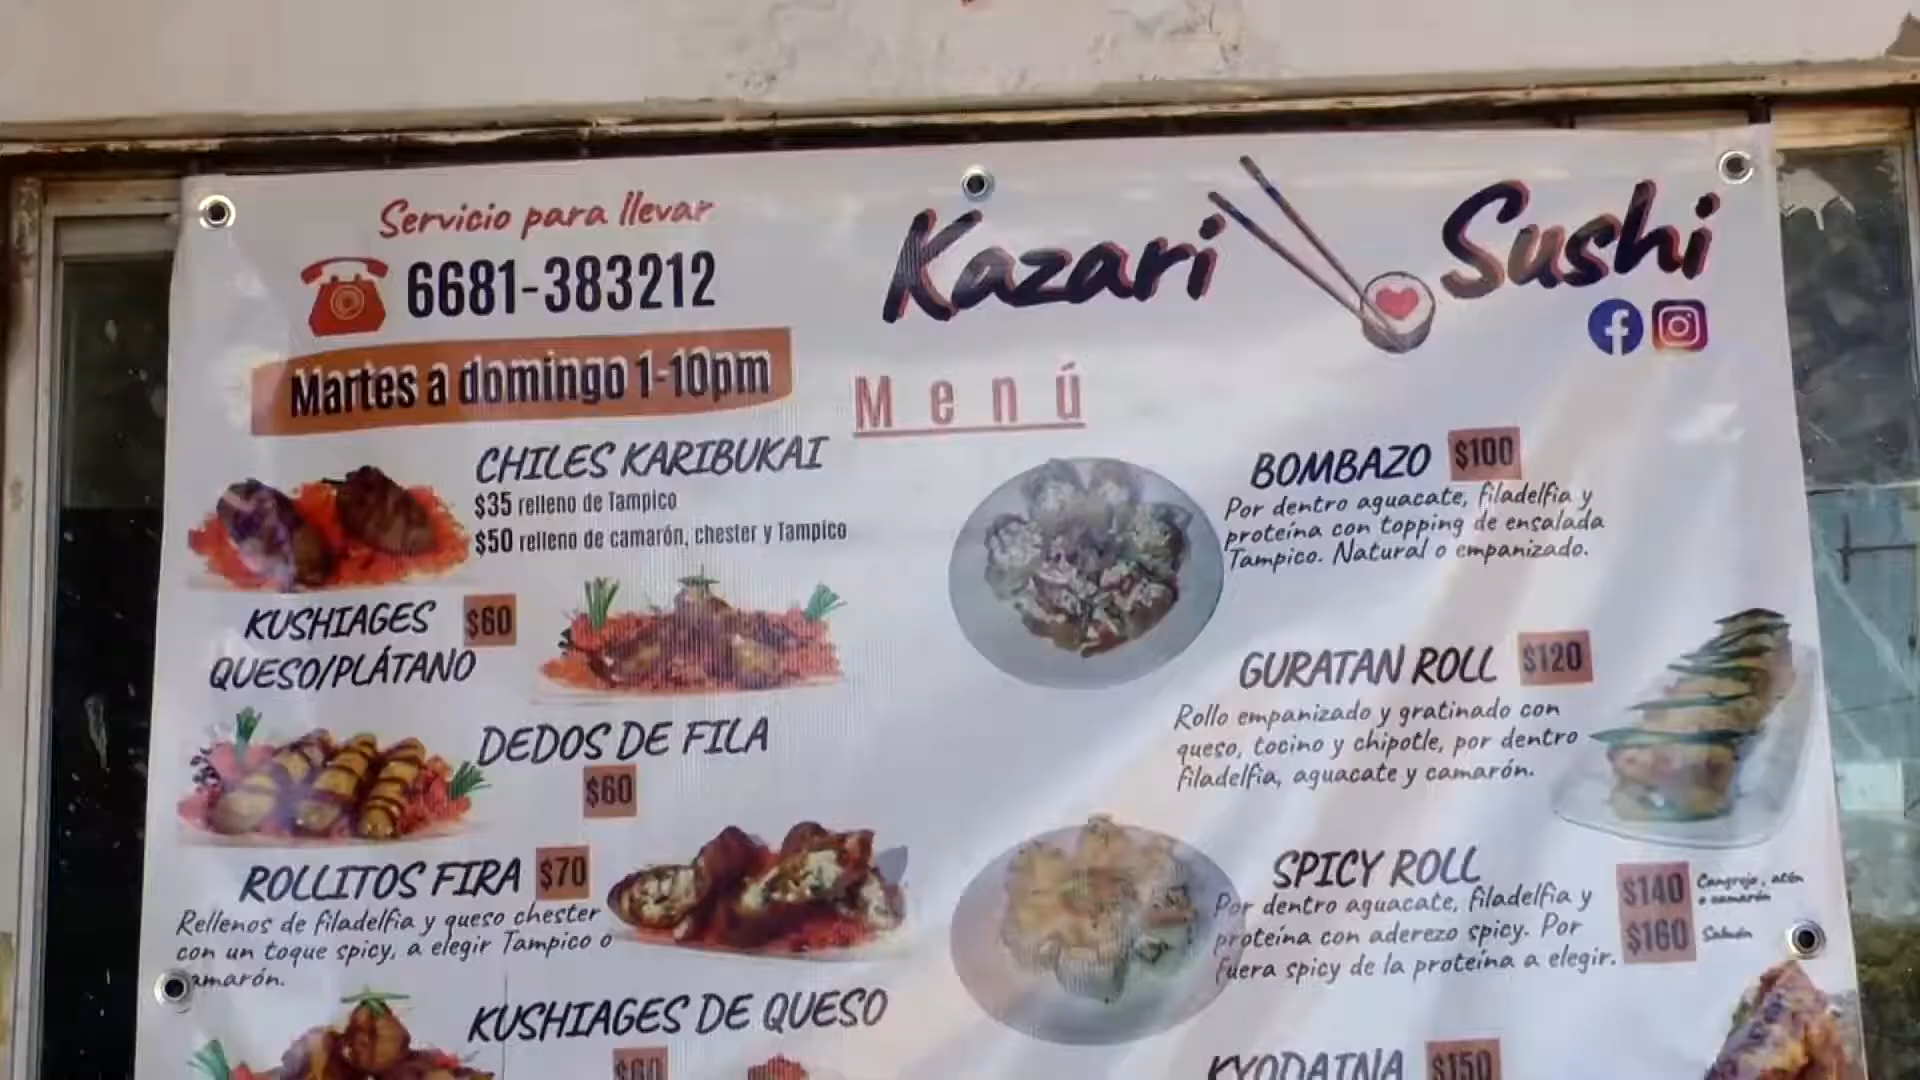 Servicio para llevar
6681-383212
Martes a domingo 1-10pm
Kazari Sushi
Menú
CHILES KARIBUKAI
$35 relleno de Tampico
$50 relleno de camarón, chester y Tampico
KUSHIAGES $60
QUESO/PLÁTANO
DEDOS DE FILA
$60
ROLLITOS FIRA $70
Rellenos de filadelfia y queso chester
con un toque spicy, a elegir Tampico o
amarón.
KUSHIAGES DE QUESO
$60
BOMBAZO $100
Por dentro aguacate, filadelfia y
proteína con topping de ensalada
Tampico. Natural o empanizado.
GURATAN ROLL $120
Rollo empanizado y gratinado con
queso, tocino y chipotle, por dentro
filadelfia, aguacate y camarón.
SPICY ROLL
Por dentro aguacate, filadelfia y
proteína con aderezo spicy. Por
fuera spicy de la proteína a elegir.
$140 Cangrejo, atún
o camarón
$160 Salmón
KYODAINA $150